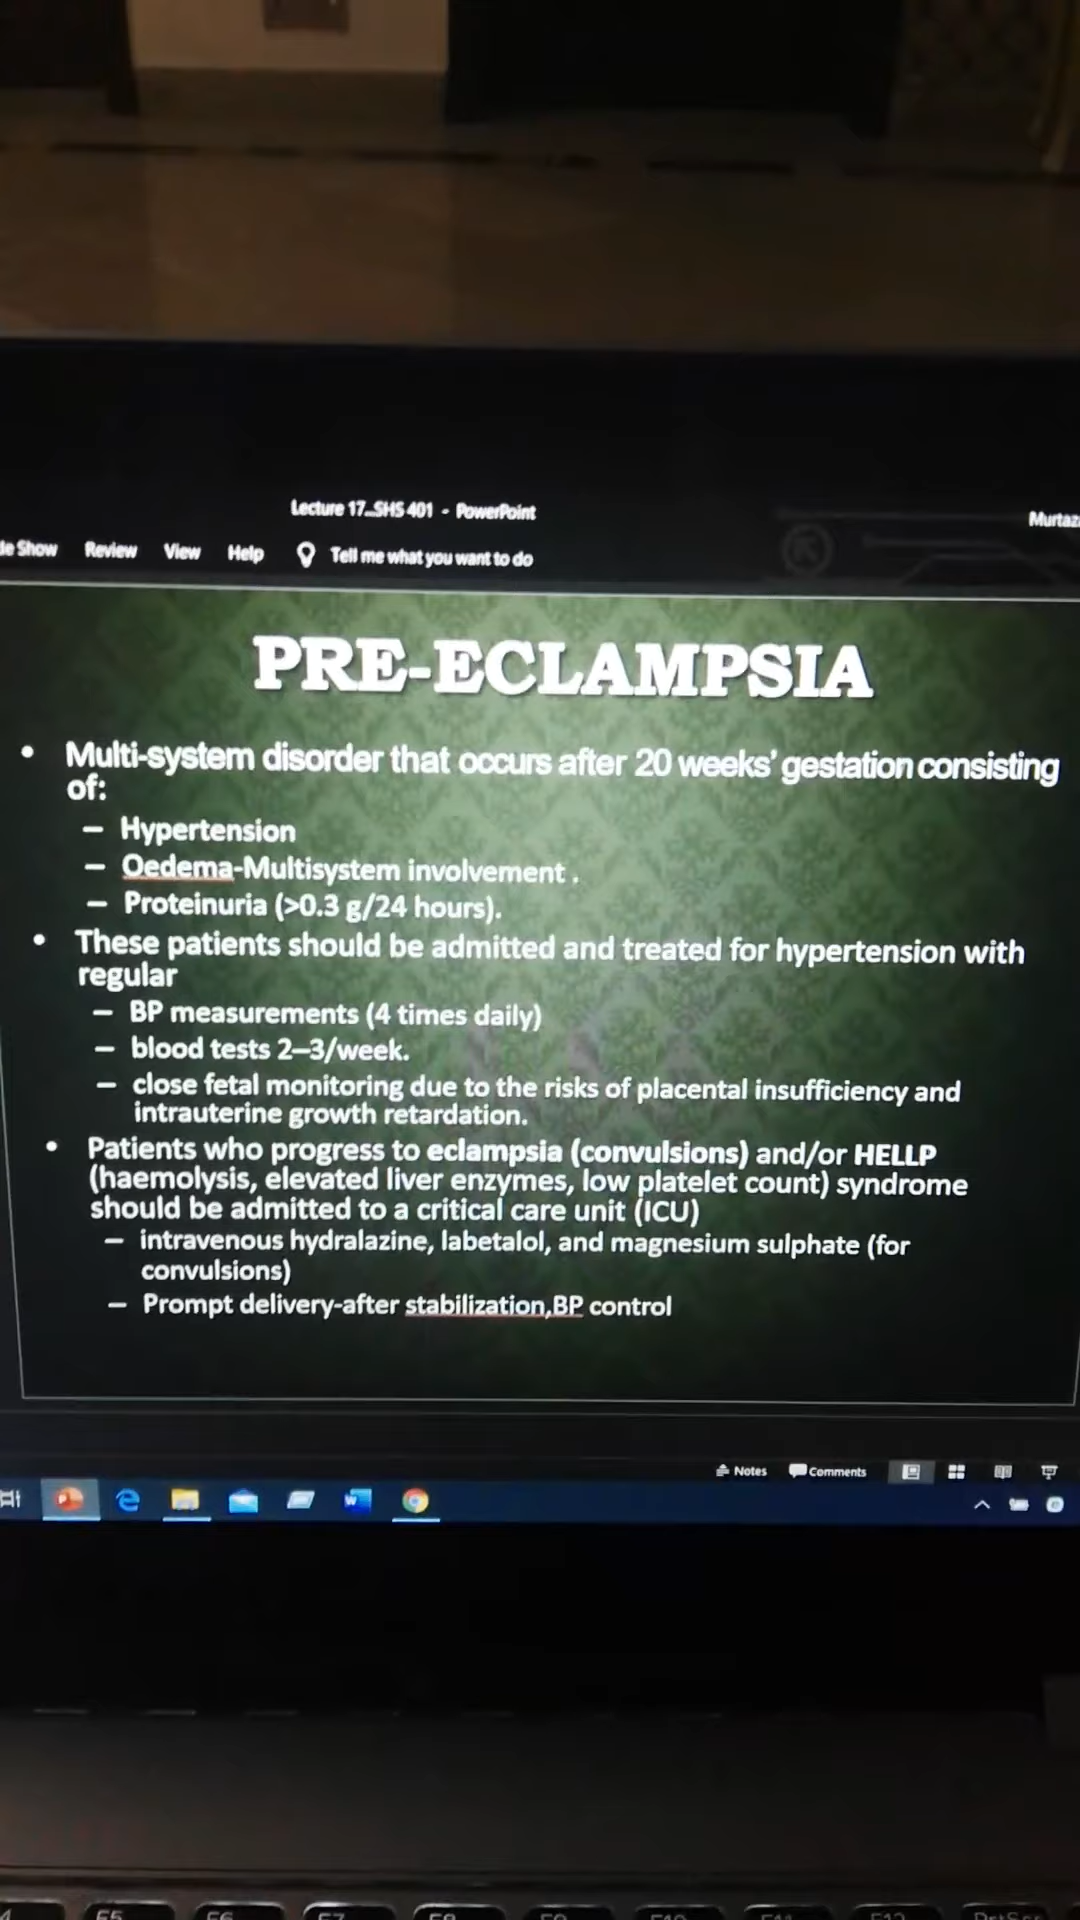 Lecture 17..SHS 401 - PowerPoint
Review View Help Tell me what you want to do
PRE-ECLAMPSIA
• Multi-system disorder that occurs after 20 weeks' gestation consisting
of:
– Hypertension
– Oedema-Multisystem involvement .
– Proteinuria (>0.3 g/24 hours).
• These patients should be admitted and treated for hypertension with
regular
– BP measurements (4 times daily)
– blood tests 2–3/week.
– close fetal monitoring due to the risks of placental insufficiency and
intrauterine growth retardation.
• Patients who progress to eclampsia (convulsions) and/or HELLP
(haemolysis, elevated liver enzymes, low platelet count) syndrome
should be admitted to a critical care unit (ICU)
– intravenous hydralazine, labetalol, and magnesium sulphate (for
convulsions)
– Prompt delivery-after stabilization,BP control
Notes Comments
F5 F6 F7